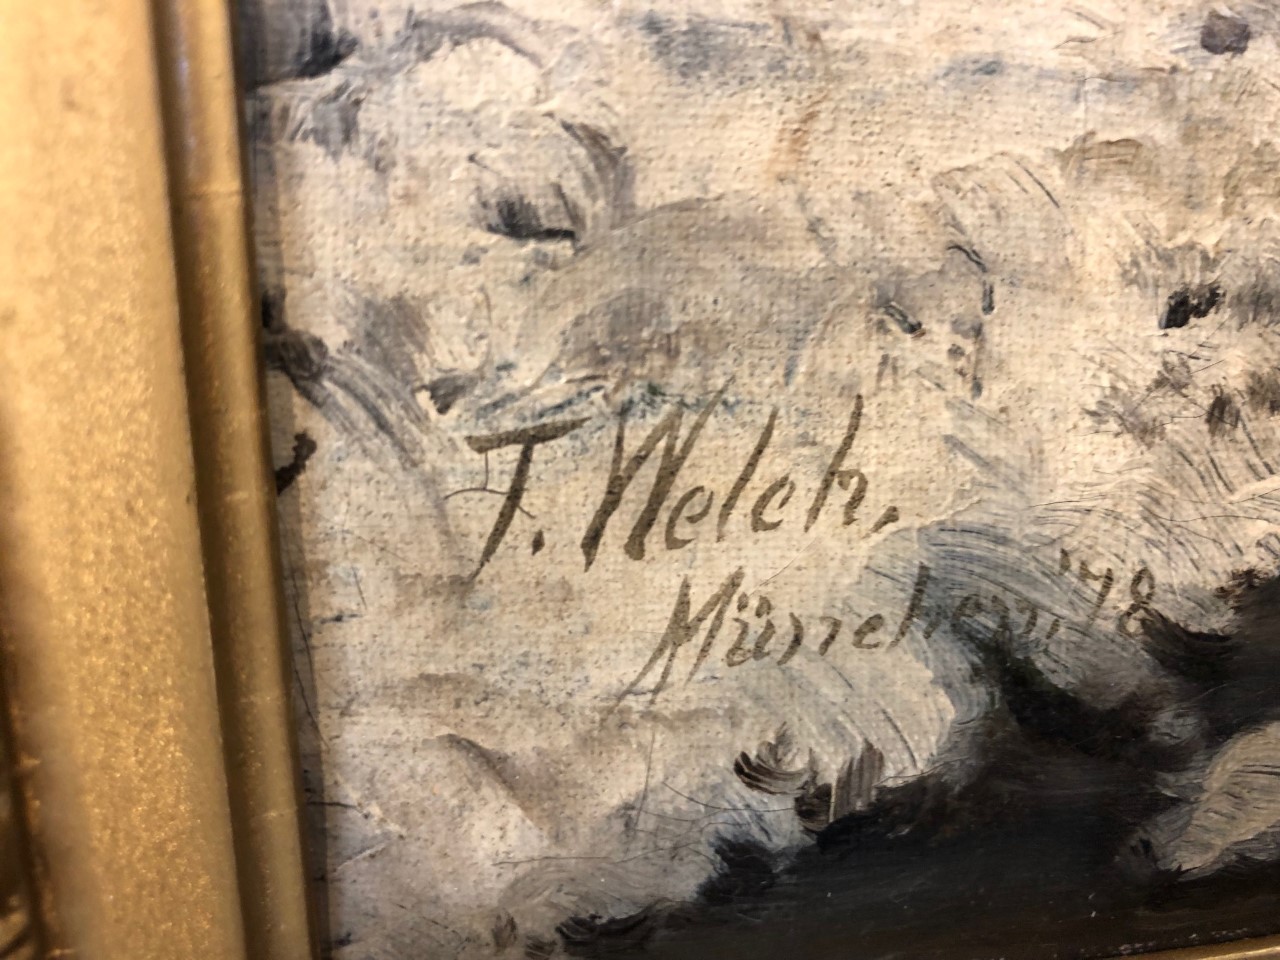 T. Welch,
München, '78